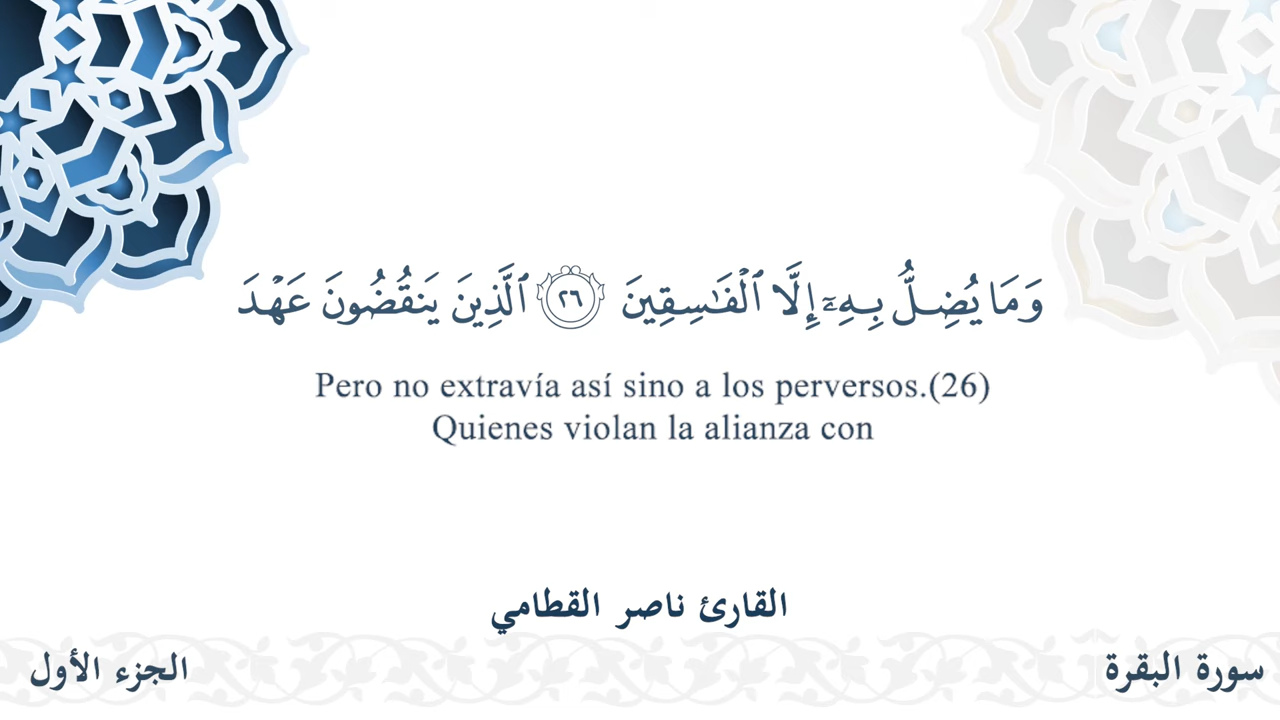 وَمَا يُضِلُّ بِهِۦٓ إِلَّا ٱلْفَـٰسِقِينَ ٢٦ ٱلَّذِينَ يَنقُضُونَ عَهْدَ
Pero no extravía así sino a los perversos.(26)
Quienes violan la alianza con
القارئ ناصر القطامي
سورة البقرة
الجزء الأول